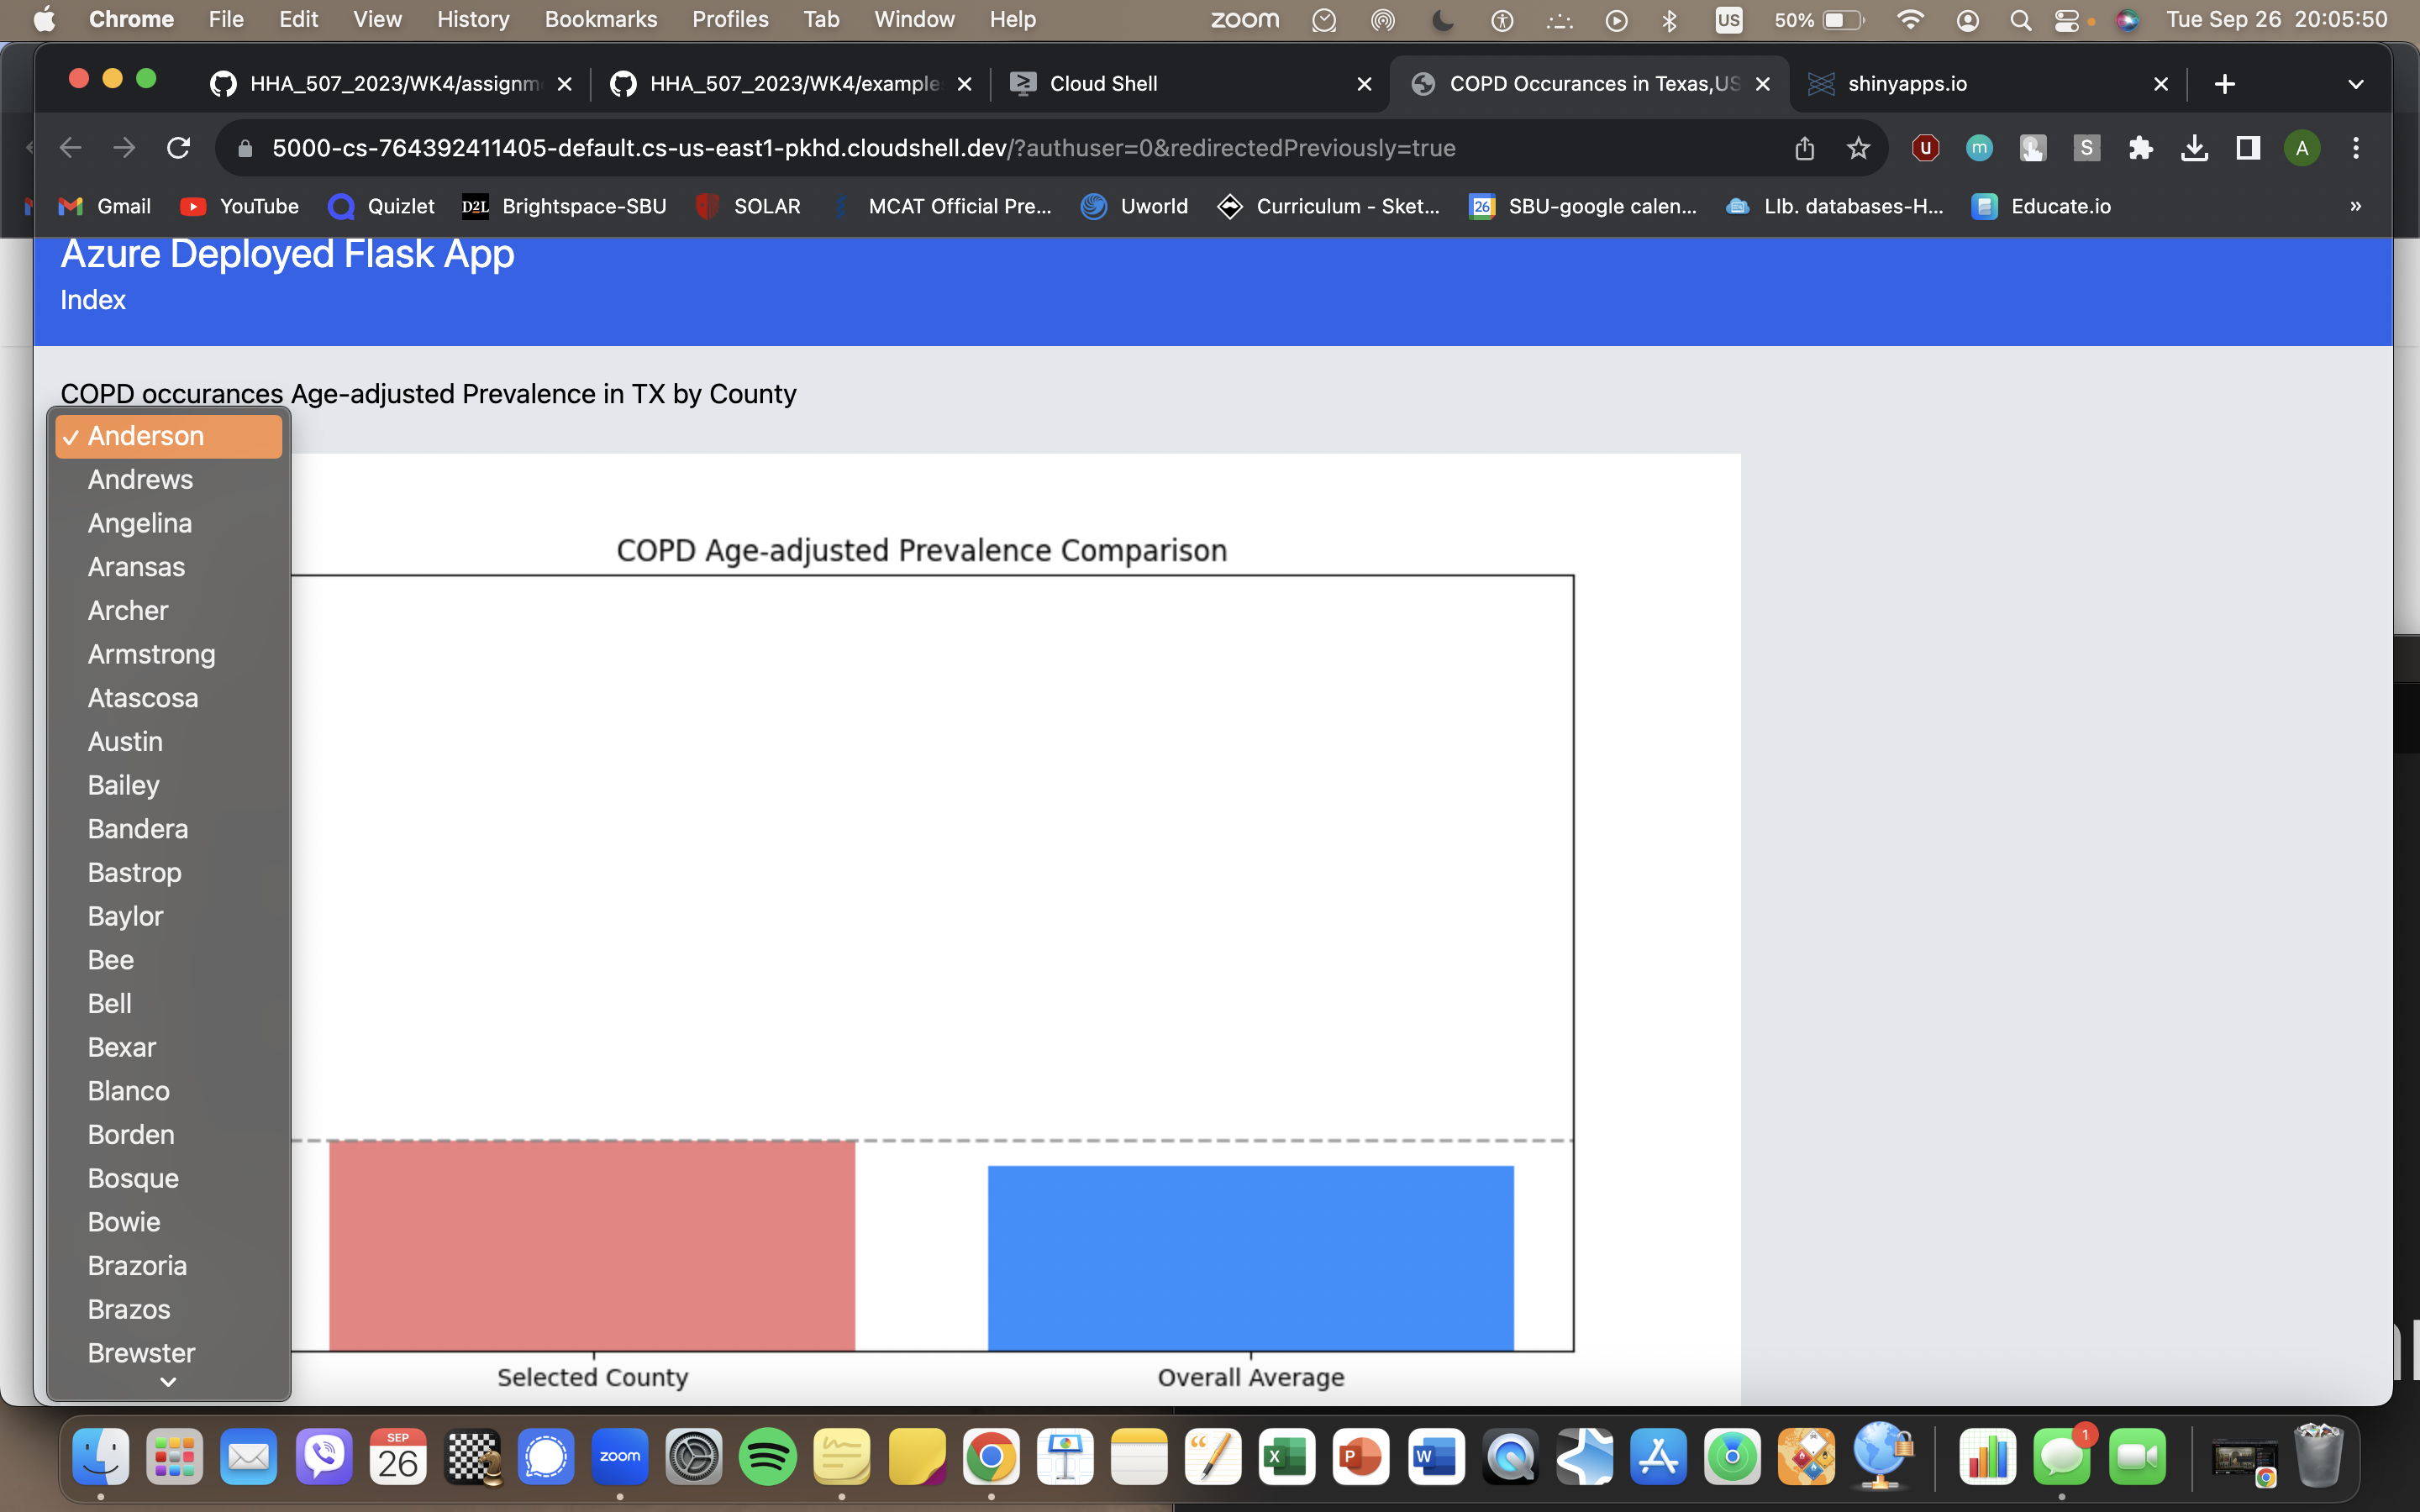 Chrome File Edit View History Bookmarks Profiles Tab Window Help zoom US 50% Tue Sep 26 20:05:50
HHA_507_2023/WK4/assignm HHA_507_2023/WK4/example Cloud Shell COPD Occurances in Texas,US shinyapps.io
5000-cs-764392411405-default.cs-us-east1-pkhd.cloudshell.dev/?authuser=0&redirectedPreviously=true U m S A
Gmail YouTube Quizlet D2L Brightspace-SBU SOLAR MCAT Official Pre... Uworld Curriculum - Sket... 26 SBU-google calen... LIb. databases-H... Educate.io »
Azure Deployed Flask App
Index
COPD occurances Age-adjusted Prevalence in TX by County
✓ Anderson
Andrews
Angelina
Aransas
Archer
Armstrong
Atascosa
Austin
Bailey
Bandera
Bastrop
Baylor
Bee
Bell
Bexar
Blanco
Borden
Bosque
Bowie
Brazoria
Brazos
Brewster
COPD Age-adjusted Prevalence Comparison
Selected County Overall Average
SEP
26
zoom
X
P
W
1